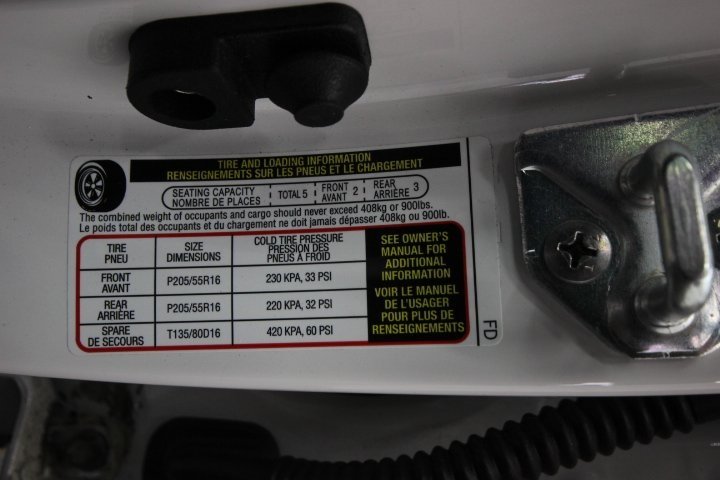 TIRE AND LOADING INFORMATION
RENSEIGNEMENTS SUR LES PNEUS ET LE CHARGEMENT
SEATING CAPACITY
NOMBRE DE PLACES
TOTAL 5
FRONT
AVANT 2
REAR
ARRIÈRE 3
The combined weight of occupants and cargo should never exceed 408kg or 900lbs.
Le poids total des occupants et du chargement ne doit jamais dépasser 408kg ou 900lb.
TIRE
PNEU
SIZE
DIMENSIONS
COLD TIRE PRESSURE
PRESSION DES
PNEUS À FROID
FRONT
AVANT
P205/55R16
230 KPA, 33 PSI
REAR
ARRIÈRE
P205/55R16
220 KPA, 32 PSI
SPARE
DE SECOURS
T135/80D16
420 KPA, 60 PSI
SEE OWNER'S
MANUAL FOR
ADDITIONAL
INFORMATION
VOIR LE MANUEL
DE L'USAGER
POUR PLUS DE
RENSEIGNEMENTS
FD